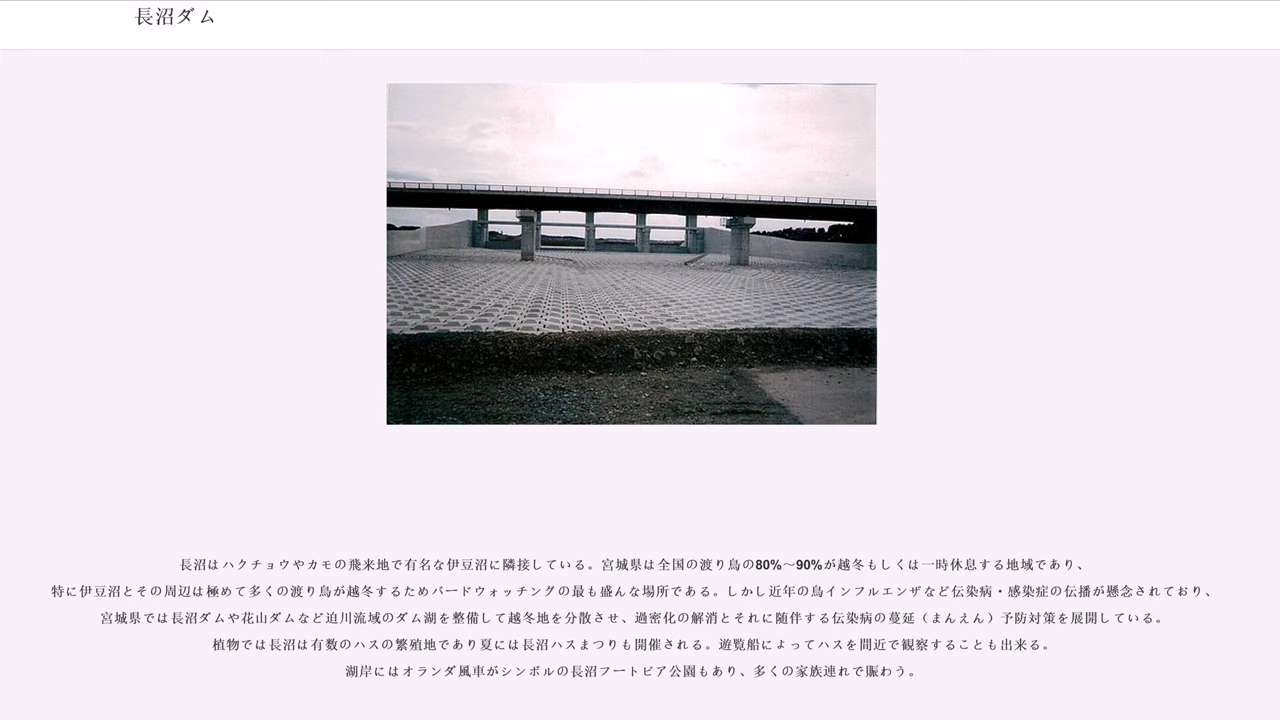 長沼ダム
長沼はハクチョウやカモの飛来地で有名な伊豆沼に隣接している。宮城県は全国の渡り鳥の80%〜90%が越冬もしくは一時休息する地域であり、
特に伊豆沼とその周辺は極めて多くの渡り鳥が越冬するためバードウォッチングの最も盛んな場所である。しかし近年の鳥インフルエンザなど伝染病・感染症の伝播が懸念されており、
宮城県では長沼ダムや花山ダムなど迫川流域のダム湖を整備して越冬地を分散させ、過密化の解消とそれに随伴する伝染病の蔓延（まんえん）予防対策を展開している。
植物では長沼は有数のハスの繁殖地であり夏には長沼ハスまつりも開催される。遊覧船によってハスを間近で観察することも出来る。
湖岸にはオランダ風車がシンボルの長沼フートピア公園もあり、多くの家族連れで賑わう。